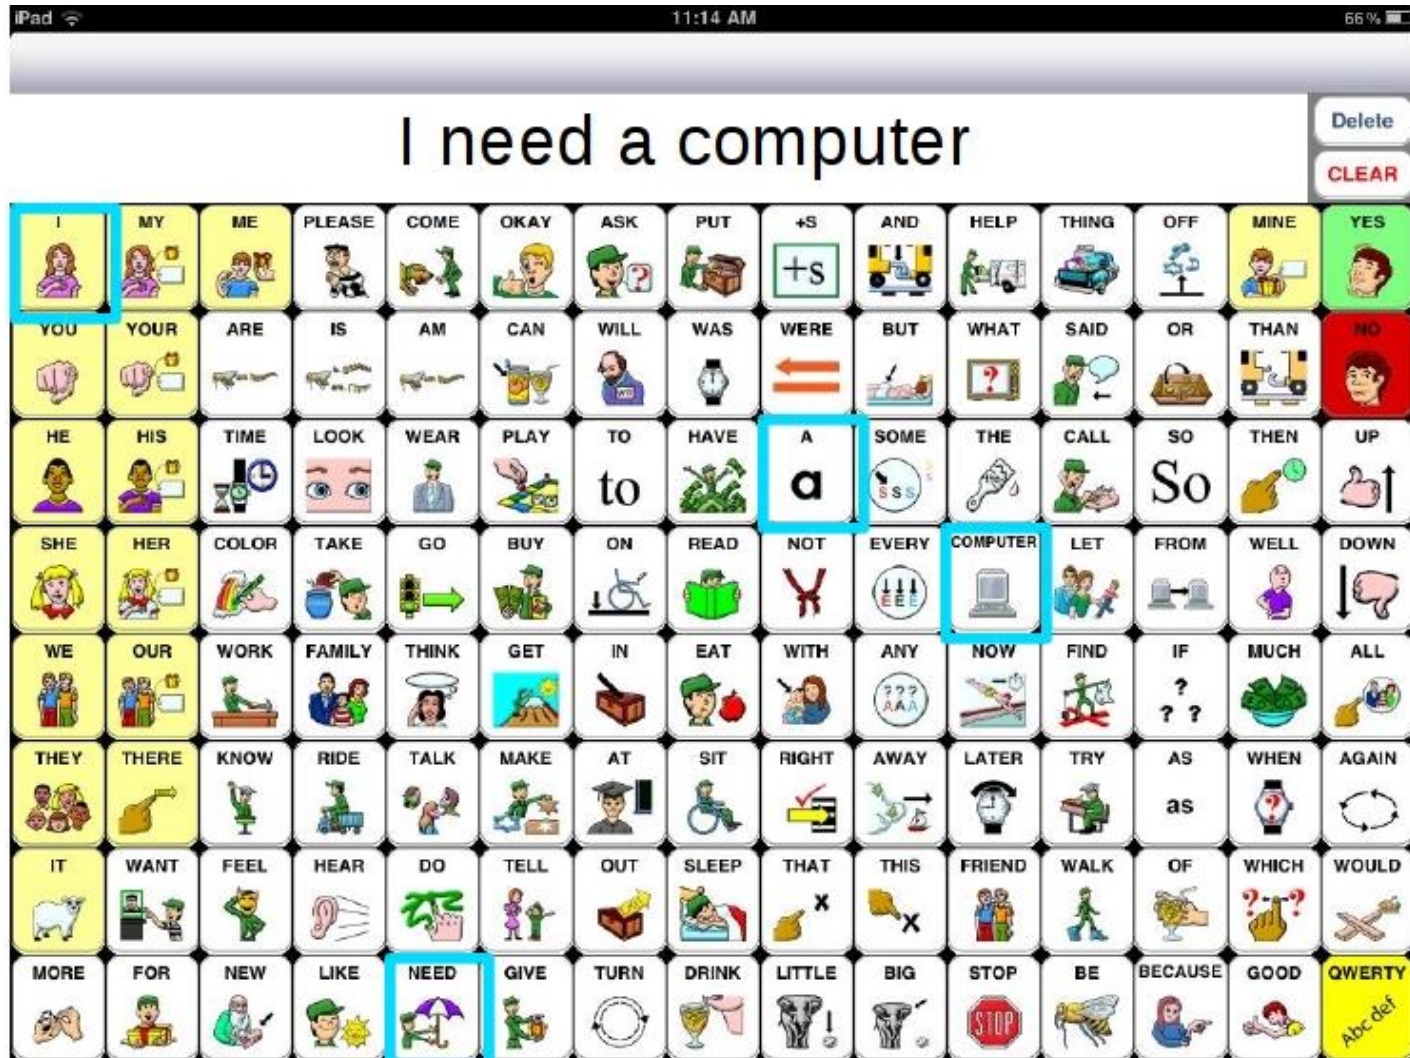 iPad 11:14 AM 66%
I need a computer
Delete
CLEAR
I MY ME PLEASE COME OKAY ASK PUT +S AND HELP THING OFF MINE YES
+s
YOU YOUR ARE IS AM CAN WILL WAS WERE BUT WHAT SAID OR THAN NO
?
HE HIS TIME LOOK WEAR PLAY TO HAVE A SOME THE CALL SO THEN UP
to a s s s So
SHE HER COLOR TAKE GO BUY ON READ NOT EVERY COMPUTER LET FROM WELL DOWN
E E E
WE OUR WORK FAMILY THINK GET IN EAT WITH ANY NOW FIND IF MUCH ALL
? ? ? ?
A A A ? ?
THEY THERE KNOW RIDE TALK MAKE AT SIT RIGHT AWAY LATER TRY AS WHEN AGAIN
as ?
IT WANT FEEL HEAR DO TELL OUT SLEEP THAT THIS FRIEND WALK OF WHICH WOULD
x X ? ?
MORE FOR NEW LIKE NEED GIVE TURN DRINK LITTLE BIG STOP BE BECAUSE GOOD QWERTY
STOP Abc def